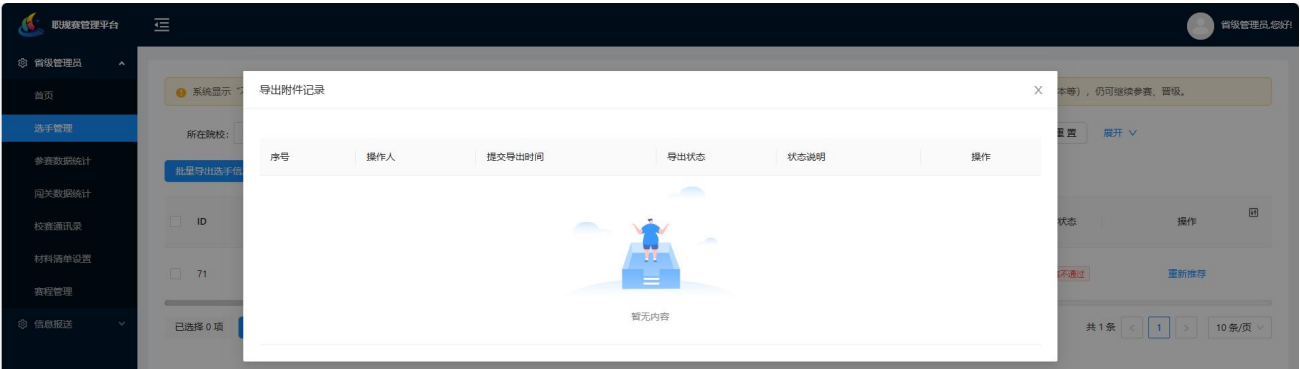 职规赛管理平台
省级管理员,您好!
省级管理员
首页
选手管理
参赛数据统计
闯关数据统计
校赛通讯录
材料清单设置
赛程管理
信息报送
系统显示
本等），仍可继续参赛、晋级。
所在院校:
重置
展开
批量导出选手信
ID
状态
操作
71
不通过
重新推荐
已选择 0 项
共 1 条
1
10 条/页
导出附件记录
序号
操作人
提交导出时间
导出状态
状态说明
操作
暂无内容